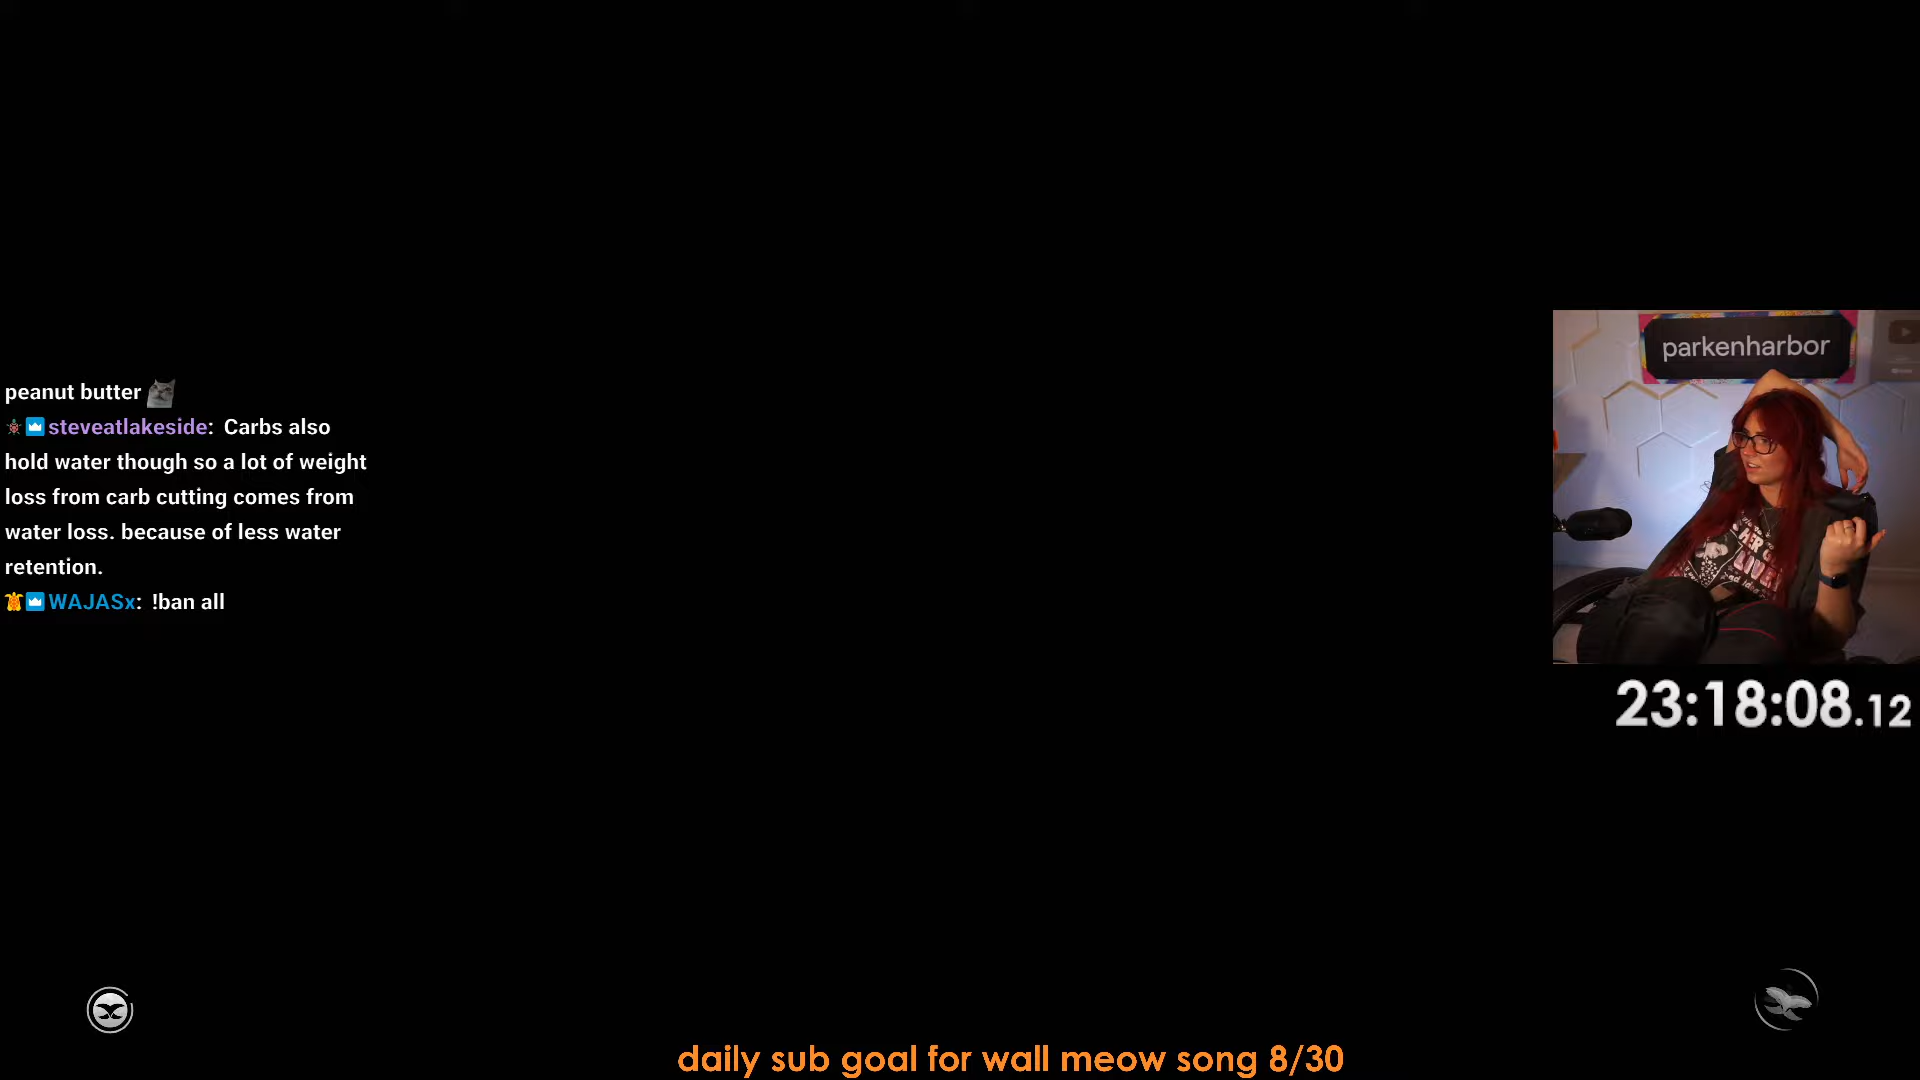 peanut butter
steveatlakeside: Carbs also
hold water though so a lot of weight
loss from carb cutting comes from
water loss. because of less water
retention.
WAJASx: !ban all
parkenharbor
HER
23:18:08.12
daily sub goal for wall meow song 8/30